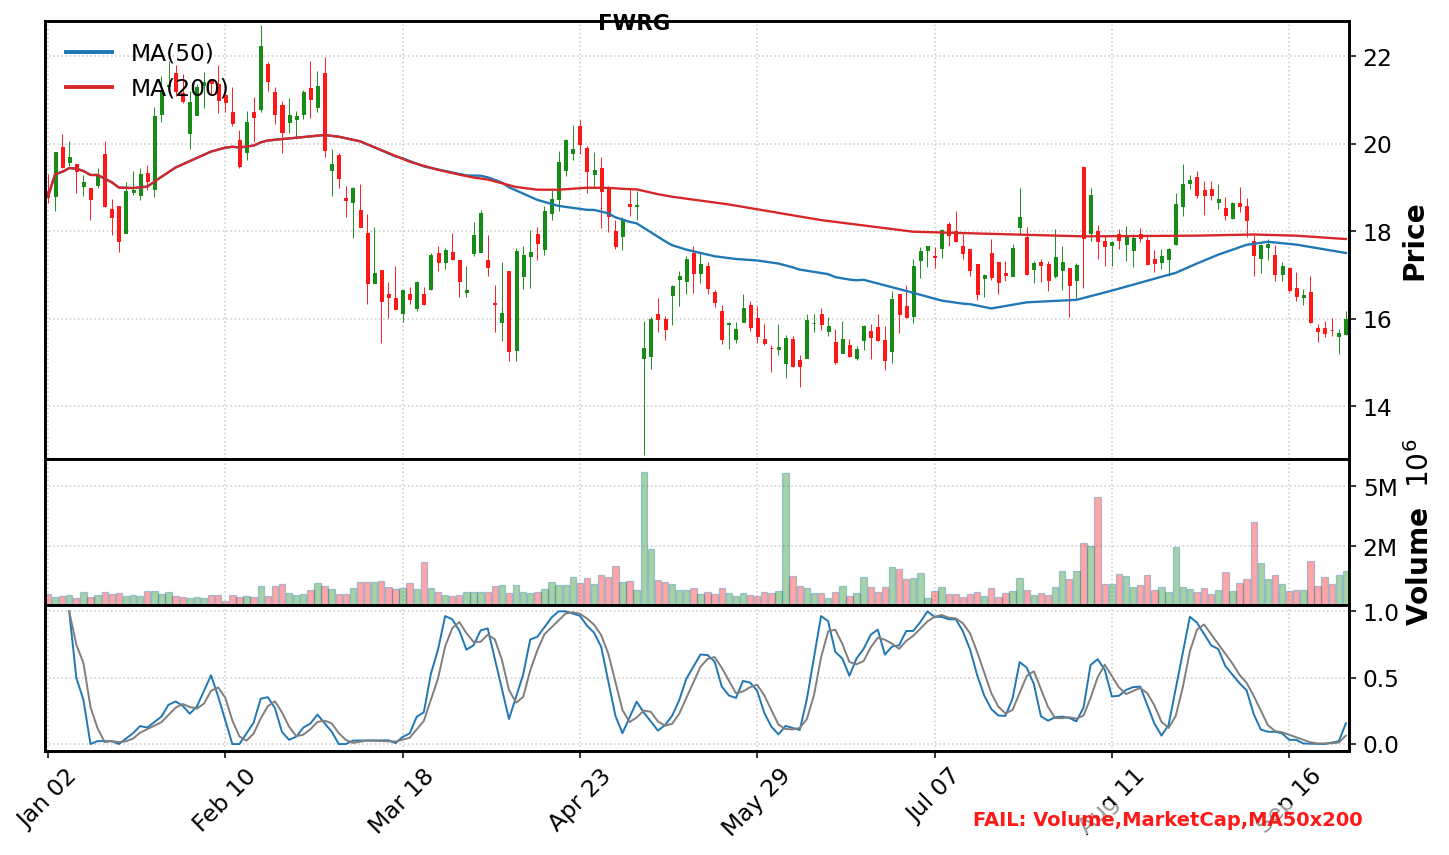 FWRG
MA(50)
MA(200)
22
20
18
16
14
Price
5M
2M
Volume 10^6
1.0
0.5
0.0
Jan 02
Feb 10
Mar 18
Apr 23
May 29
Jul 07
Aug 11
Sep 16
FAIL: Volume,MarketCap,MA50x200